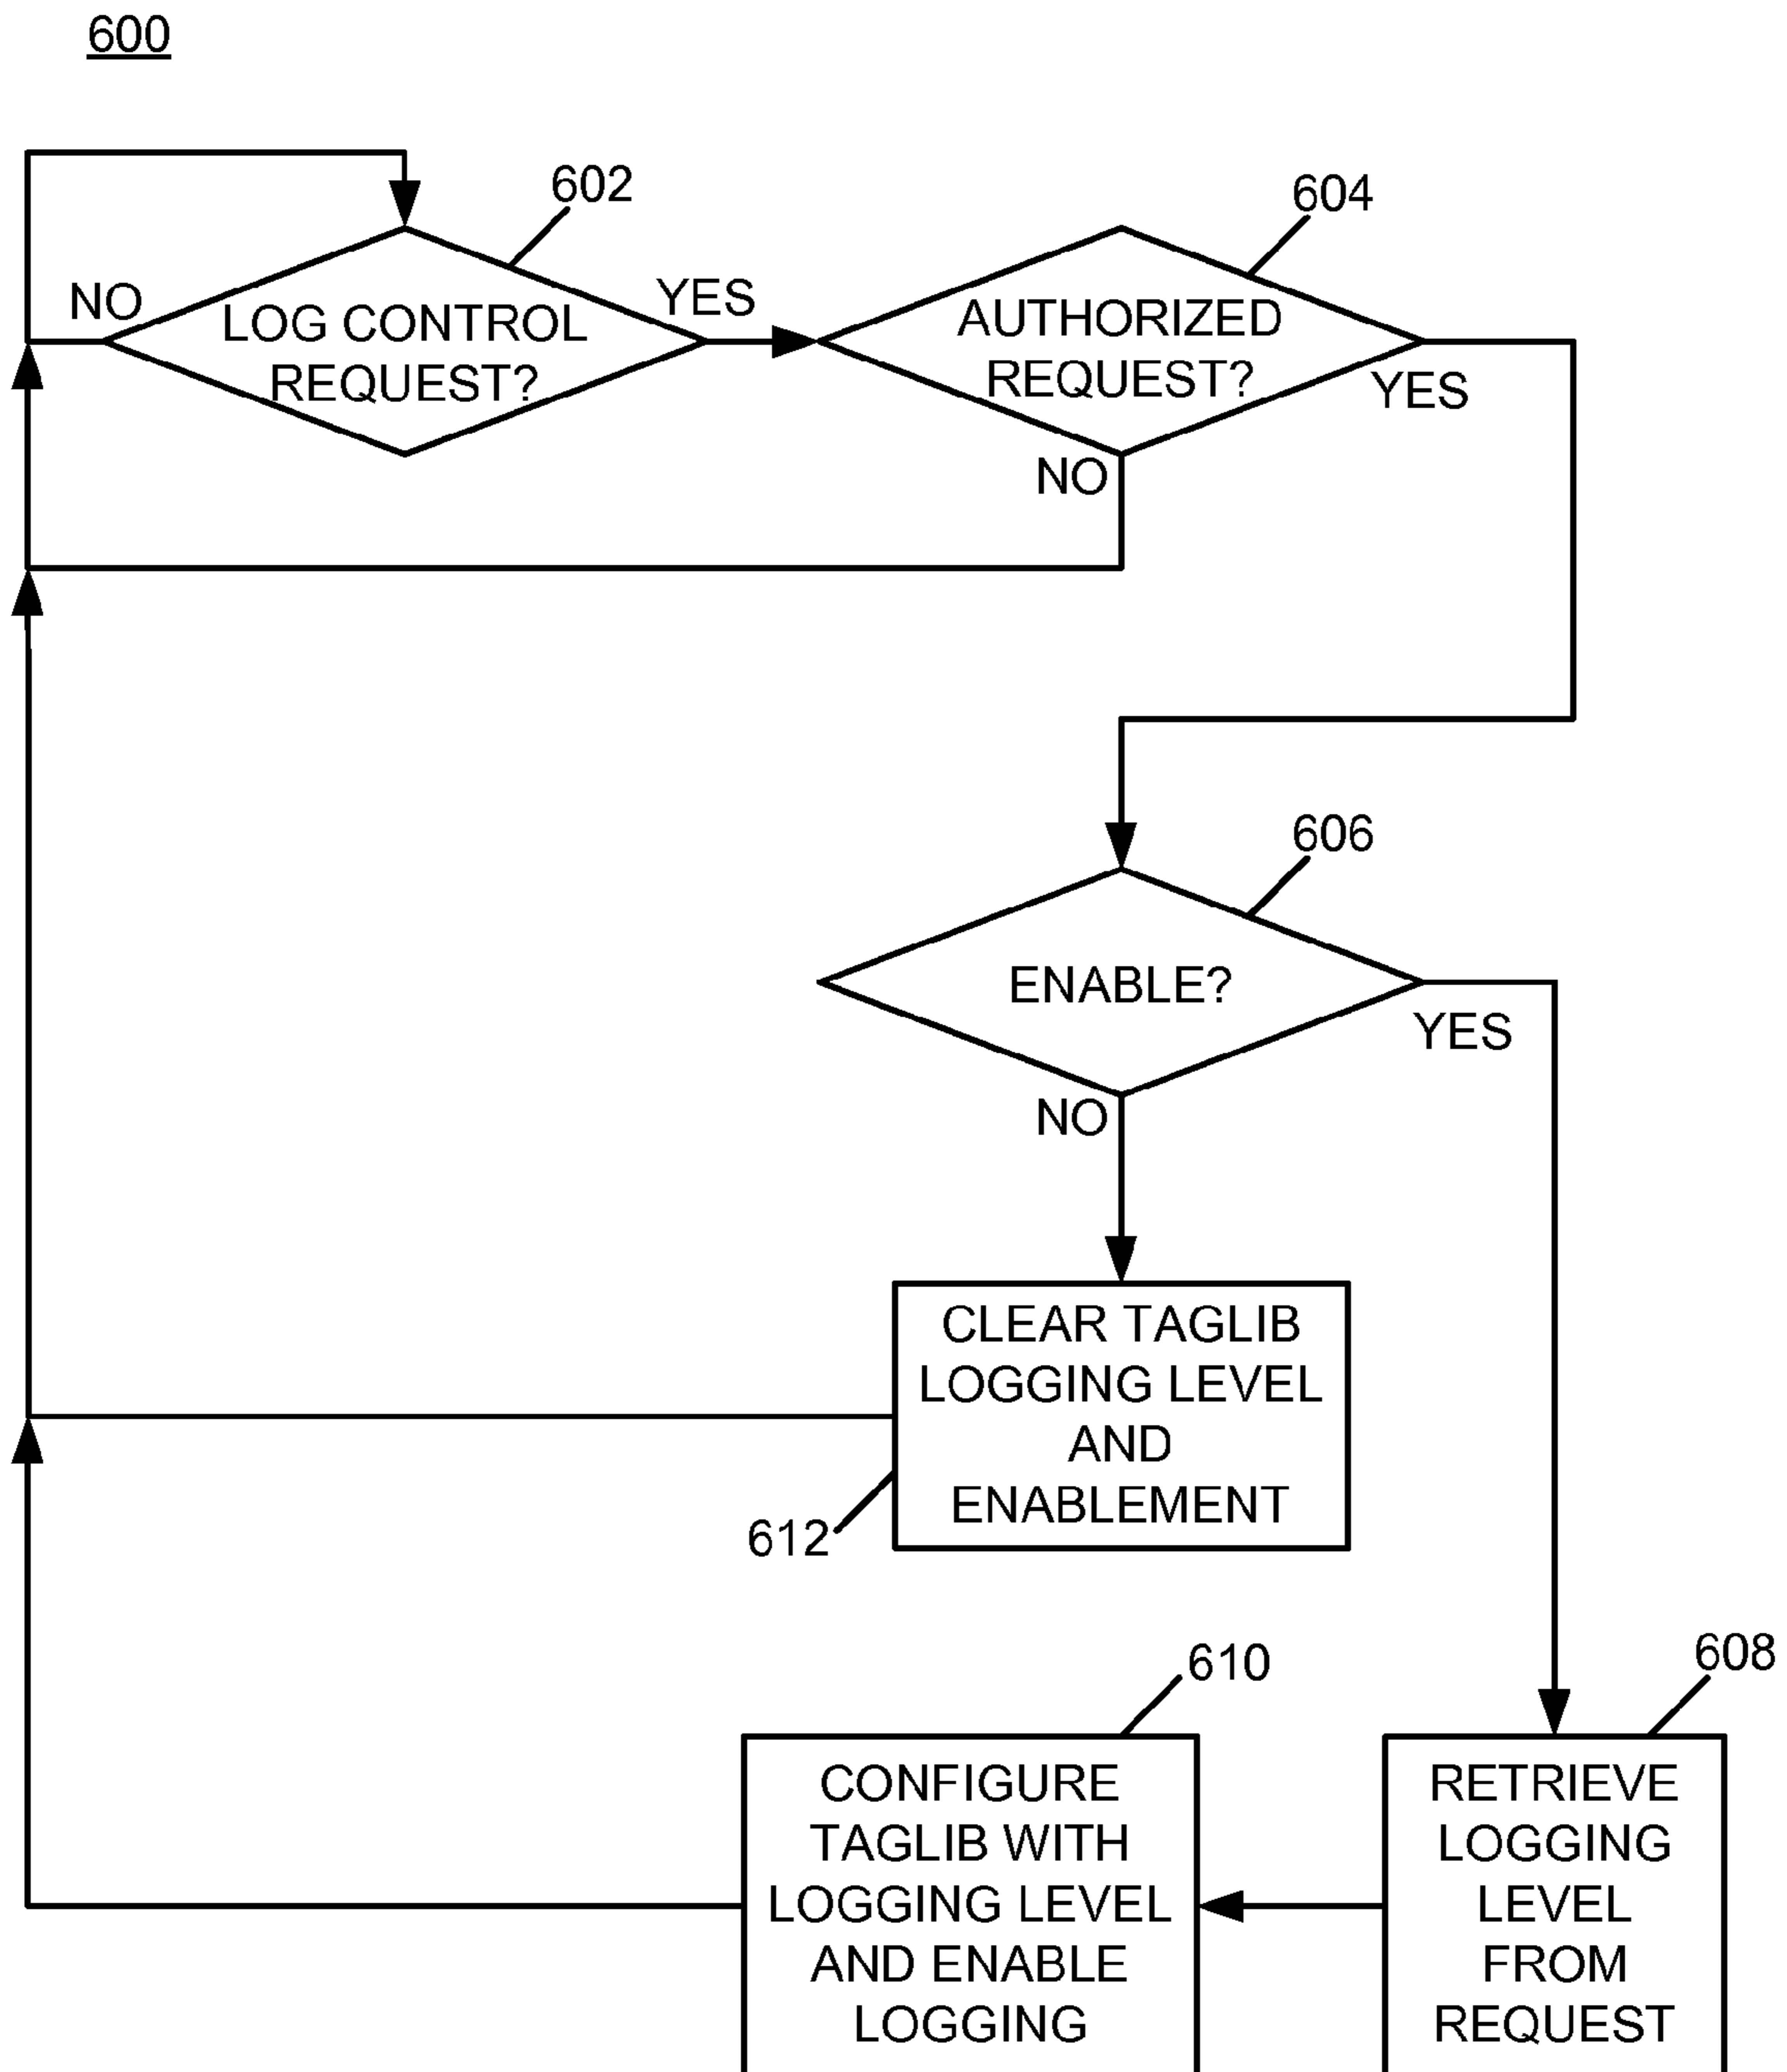 600
602
604
NO
LOG CONTROL
REQUEST?
YES
AUTHORIZED
REQUEST?
YES
NO
606
ENABLE?
YES
NO
CLEAR TAGLIB
LOGGING LEVEL
AND
ENABLEMENT
612
610
608
CONFIGURE
TAGLIB WITH
LOGGING LEVEL
AND ENABLE
LOGGING
RETRIEVE
LOGGING
LEVEL
FROM
REQUEST